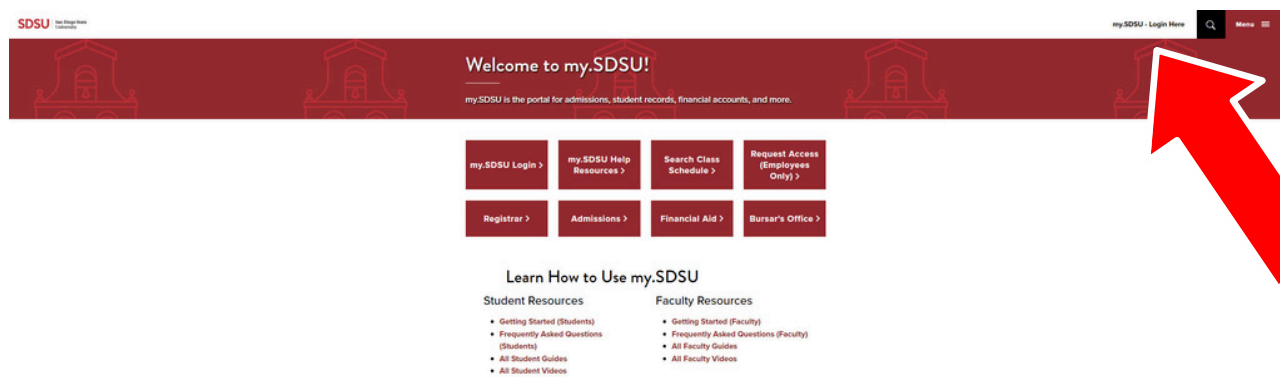 SDSU San Diego State
University
my.SDSU - Login Here
Menu
Welcome to my.SDSU!
my.SDSU is the portal for admissions, student records, financial accounts, and more.
my.SDSU Login >
my.SDSU Help
Resources >
Search Class
Schedule >
Request Access
(Employees
Only) >
Registrar >
Admissions >
Financial Aid >
Bursar's Office >
Learn How to Use my.SDSU
Student Resources
• Getting Started (Students)
• Frequently Asked Questions
(Students)
• All Student Guides
• All Student Videos
Faculty Resources
• Getting Started (Faculty)
• Frequently Asked Questions (Faculty)
• All Faculty Guides
• All Faculty Videos